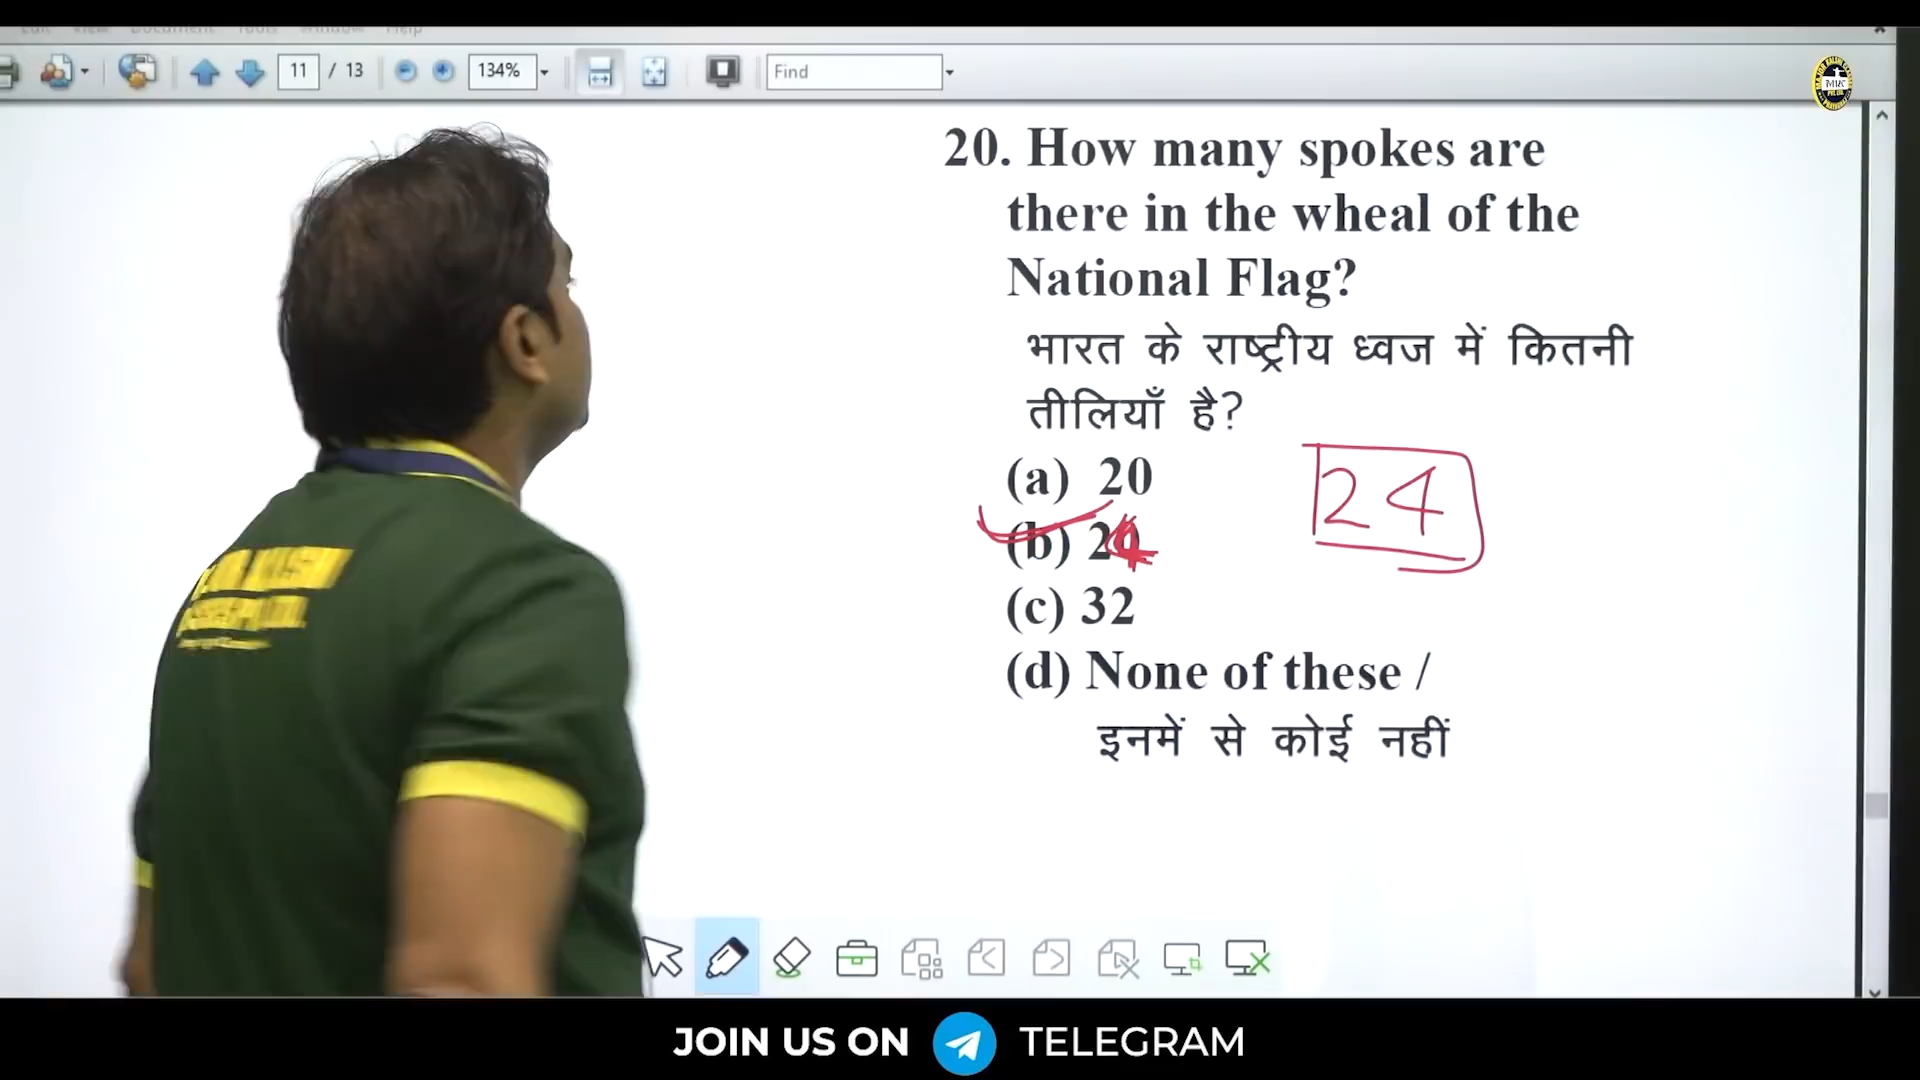 11 / 13
134%
Find
20. How many spokes are
there in the wheal of the
National Flag?
भारत के राष्ट्रीय ध्वज में कितनी
तीलियाँ है?
(a) 20
24
(b) 24
(c) 32
(d) None of these /
इनमें से कोई नहीं
JOIN US ON TELEGRAM